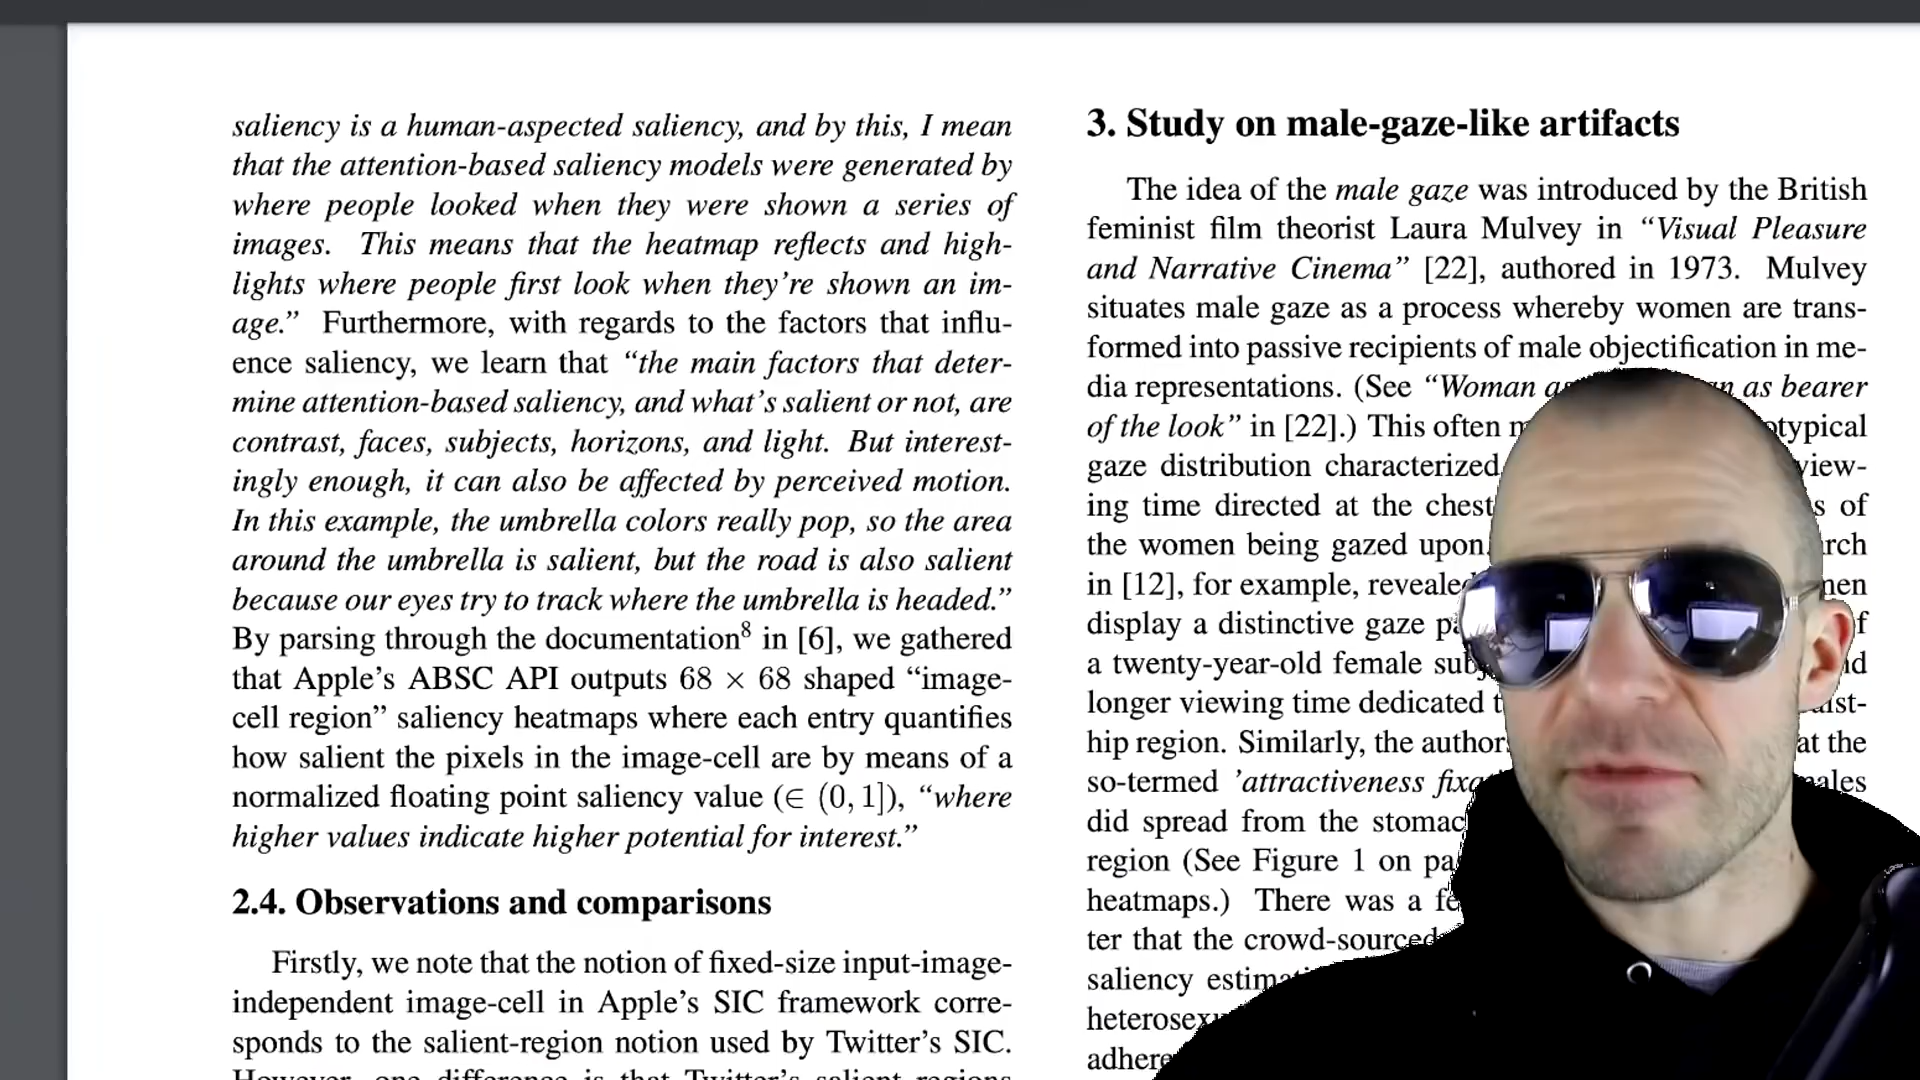 saliency is a human-aspected saliency, and by this, I mean
that the attention-based saliency models were generated by
where people looked when they were shown a series of
images. This means that the heatmap reflects and high-
lights where people first look when they’re shown an im-
age.” Furthermore, with regards to the factors that influ-
ence saliency, we learn that “the main factors that deter-
mine attention-based saliency, and what’s salient or not, are
contrast, faces, subjects, horizons, and light. But interest-
ingly enough, it can also be affected by perceived motion.
In this example, the umbrella colors really pop, so the area
around the umbrella is salient, but the road is also salient
because our eyes try to track where the umbrella is headed.”
By parsing through the documentation⁸ in [6], we gathered
that Apple’s ABSC API outputs 68 × 68 shaped “image-
cell region” saliency heatmaps where each entry quantifies
how salient the pixels in the image-cell are by means of a
normalized floating point saliency value (∈ (0, 1]), “where
higher values indicate higher potential for interest.”
2.4. Observations and comparisons
Firstly, we note that the notion of fixed-size input-image-
independent image-cell in Apple’s SIC framework corre-
sponds to the salient-region notion used by Twitter’s SIC.
However, one difference is that Twitter’s salient regions
3. Study on male-gaze-like artifacts
The idea of the male gaze was introduced by the British
feminist film theorist Laura Mulvey in “Visual Pleasure
and Narrative Cinema” [22], authored in 1973. Mulvey
situates male gaze as a process whereby women are trans-
formed into passive recipients of male objectification in me-
dia representations. (See “Woman as bearer
of the look” in [22].) This often
gaze distribution characterized view-
ing time directed at the chest of
the women being gazed upon.
in [12], for example,
display a distinctive gaze
a twenty-year-old female
longer viewing time dedicated
hip region. Similarly, the at the
so-termed ’attractiveness
did spread from the
region (See Figure 1 on
heatmaps.) There was a
ter that the crowd-sourced
saliency